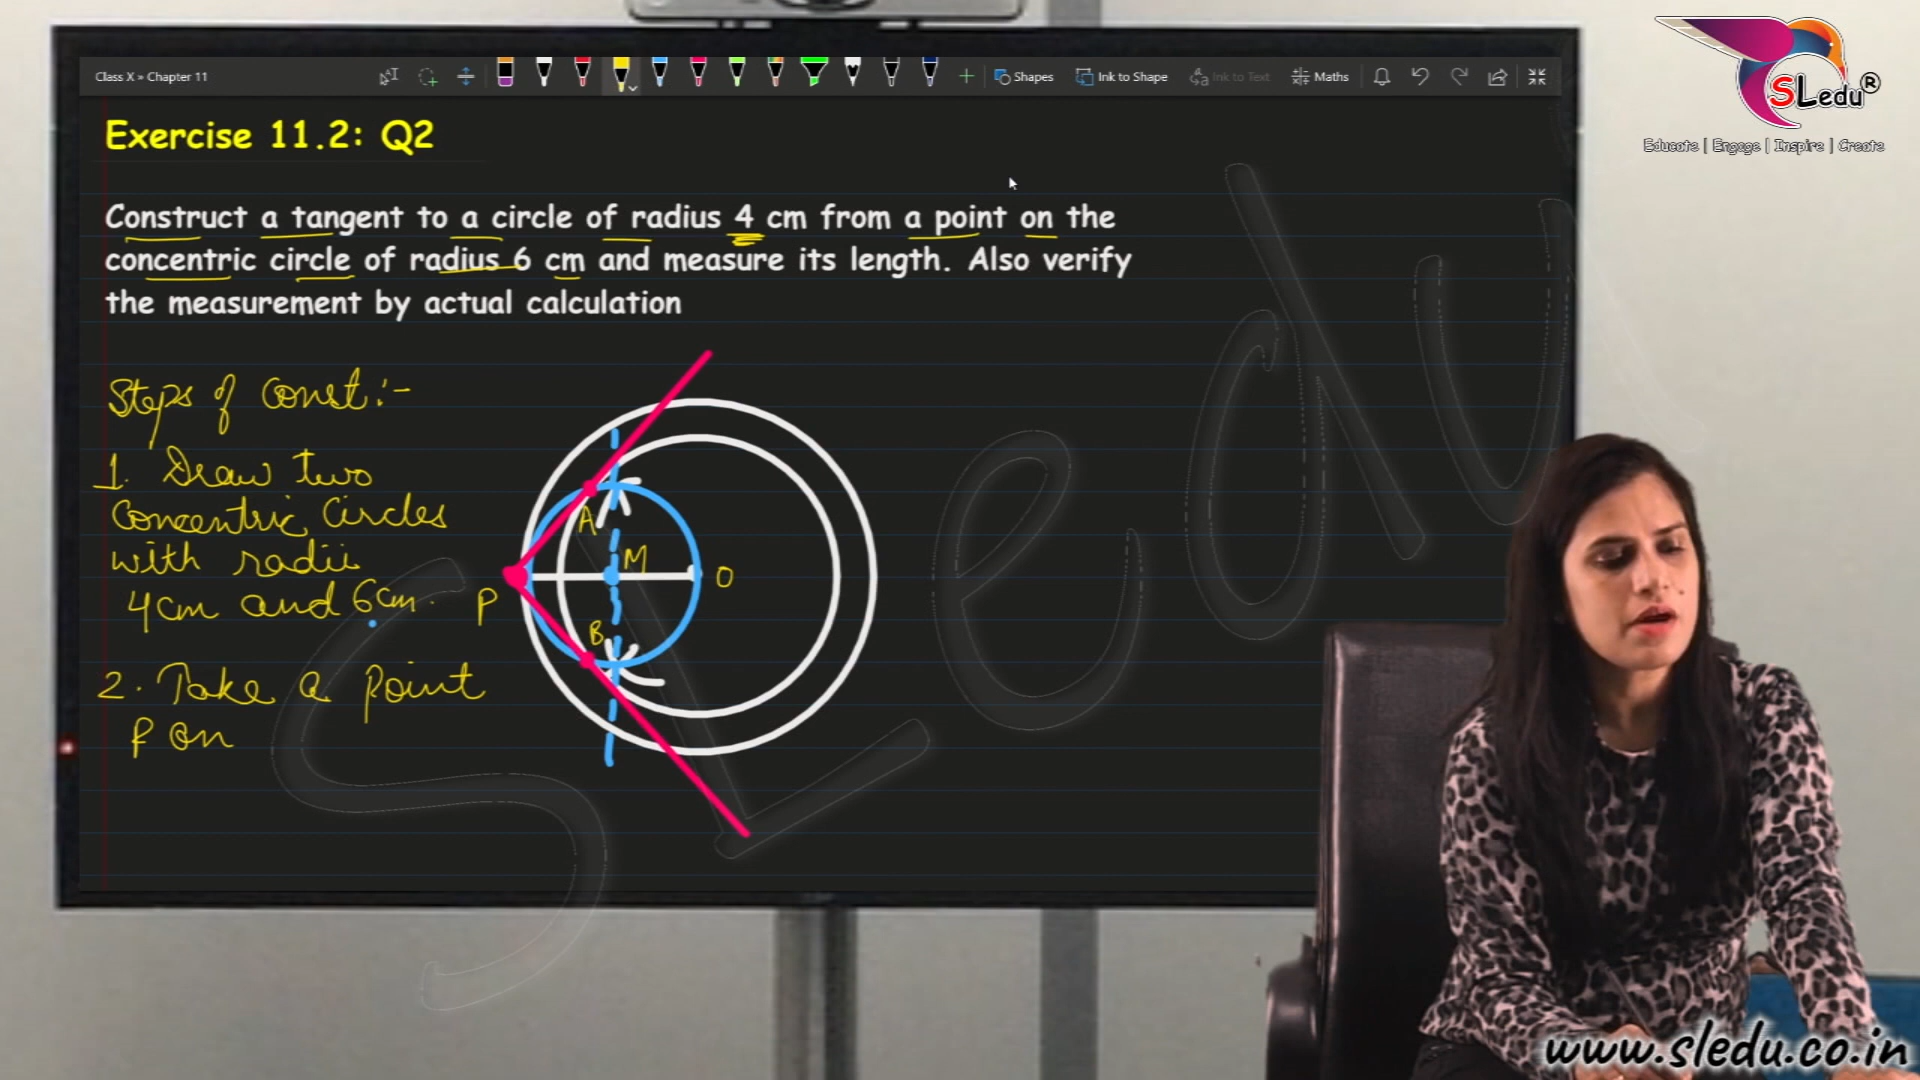 Class X » Chapter 11
Shapes
Ink to Shape
Ink to Text
Maths
SLedu®
Educate | Engage | Inspire | Create
Exercise 11.2: Q2
Construct a tangent to a circle of radius 4 cm from a point on the
concentric circle of radius 6 cm and measure its length. Also verify
the measurement by actual calculation
Steps of Const:-
1. Draw two
Concentric Circles
with radii
4cm and 6cm.
2. Take a Point
P on
A
M
O
P
B
SLedu
www.sledu.co.in